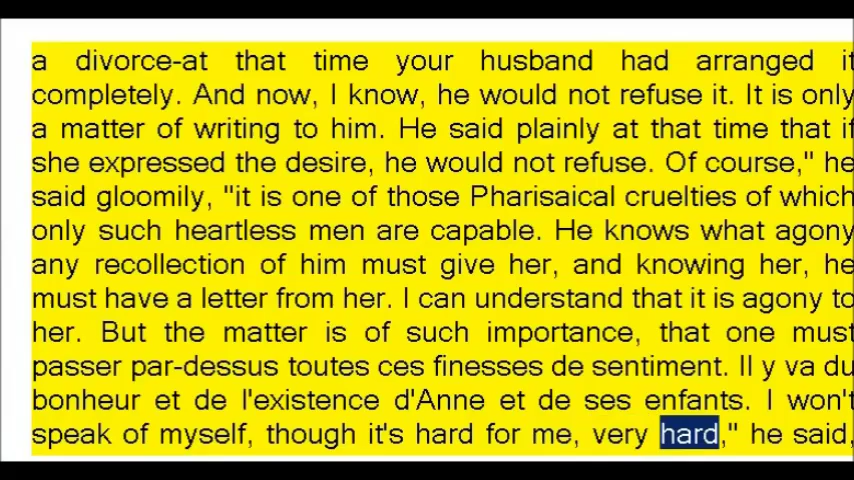 a divorce-at that time your husband had arranged it
completely. And now, I know, he would not refuse it. It is only
a matter of writing to him. He said plainly at that time that if
she expressed the desire, he would not refuse. Of course," he
said gloomily, "it is one of those Pharisaical cruelties of which
only such heartless men are capable. He knows what agony
any recollection of him must give her, and knowing her, he
must have a letter from her. I can understand that it is agony to
her. But the matter is of such importance, that one must
passer par-dessus toutes ces finesses de sentiment. Il y va du
bonheur et de l'existence d'Anne et de ses enfants. I won't
speak of myself, though it's hard for me, very hard," he said,